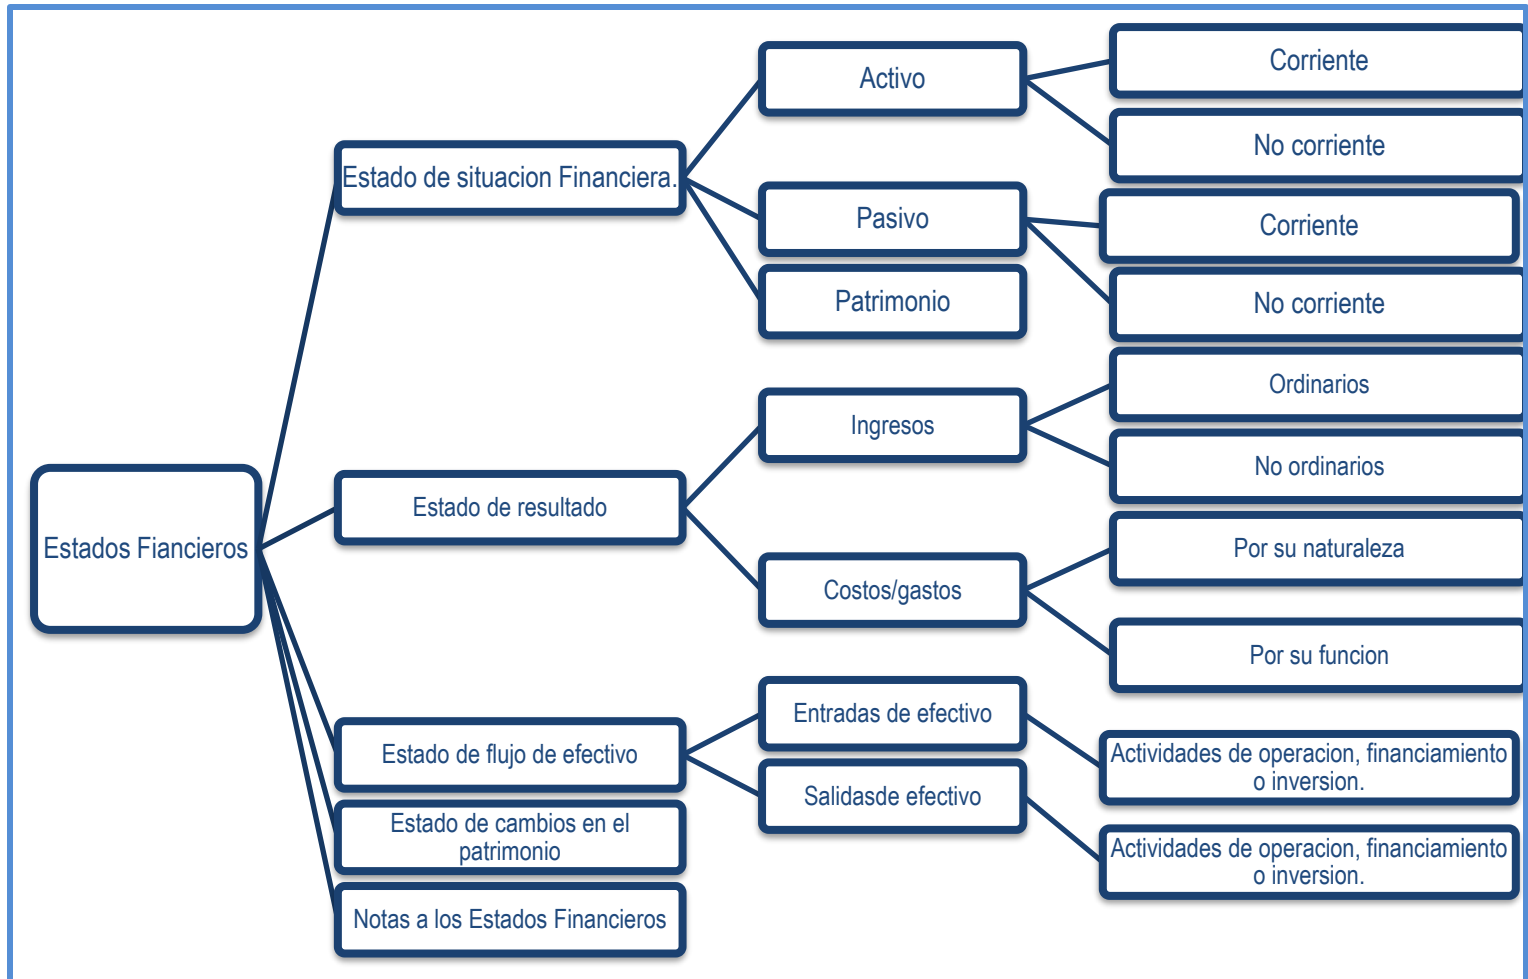 Estados Fiancieros
Estado de situacion Financiera.
Activo
Corriente
No corriente
Pasivo
Corriente
No corriente
Patrimonio
Estado de resultado
Ingresos
Ordinarios
No ordinarios
Costos/gastos
Por su naturaleza
Por su funcion
Estado de flujo de efectivo
Entradas de efectivo
Actividades de operacion, financiamiento
o inversion.
Salidasde efectivo
Actividades de operacion, financiamiento
o inversion.
Estado de cambios en el
patrimonio
Notas a los Estados Financieros